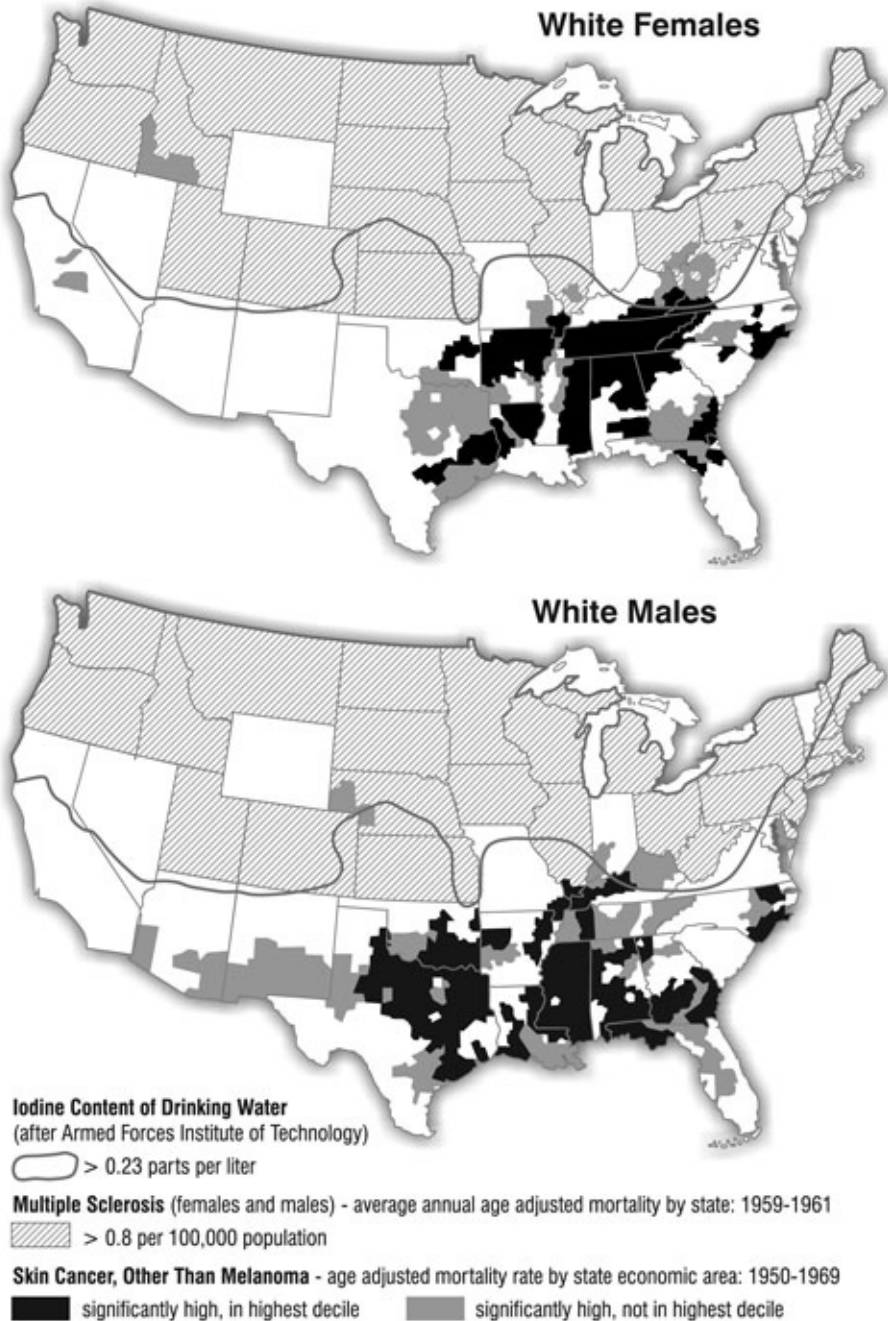 White Females
White Males
Iodine Content of Drinking Water
(after Armed Forces Institute of Technology)
> 0.23 parts per liter
Multiple Sclerosis (females and males) - average annual age adjusted mortality by state: 1959-1961
> 0.8 per 100,000 population
Skin Cancer, Other Than Melanoma - age adjusted mortality rate by state economic area: 1950-1969
significantly high, in highest decile significantly high, not in highest decile